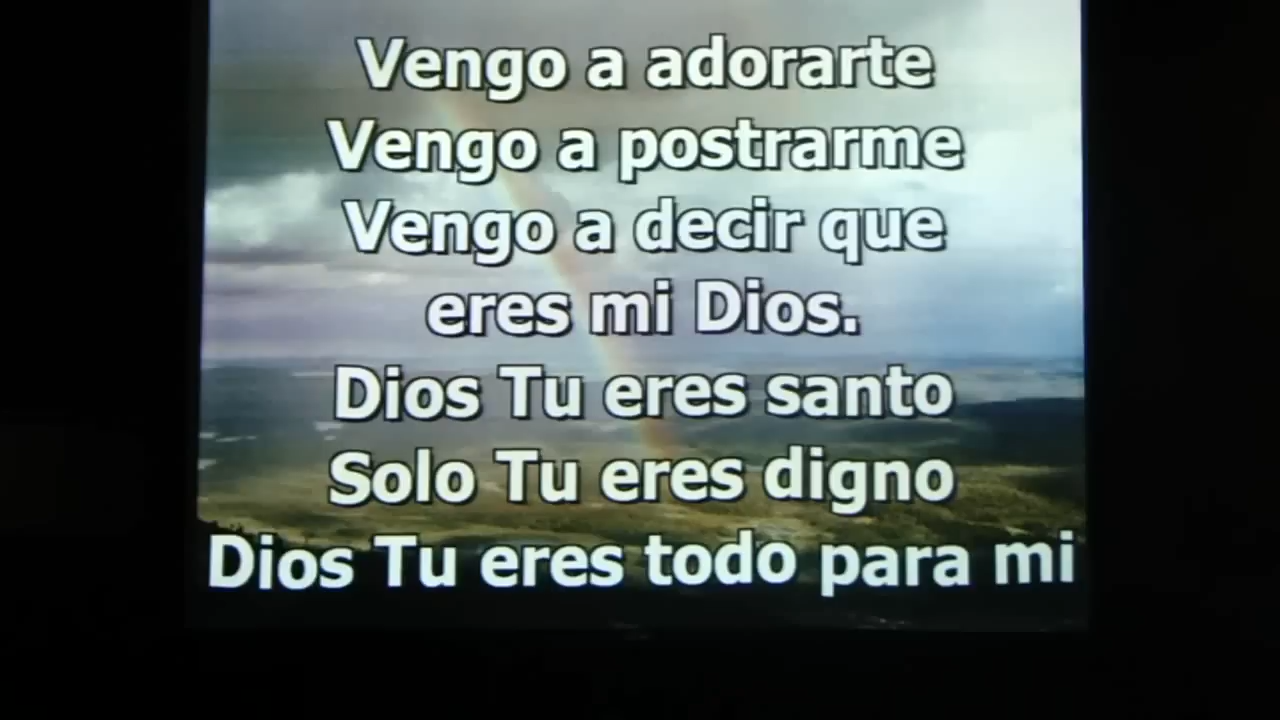 Vengo a adorarte
Vengo a postrarme
Vengo a decir que
eres mi Dios.
Dios Tu eres santo
Solo Tu eres digno
Dios Tu eres todo para mi